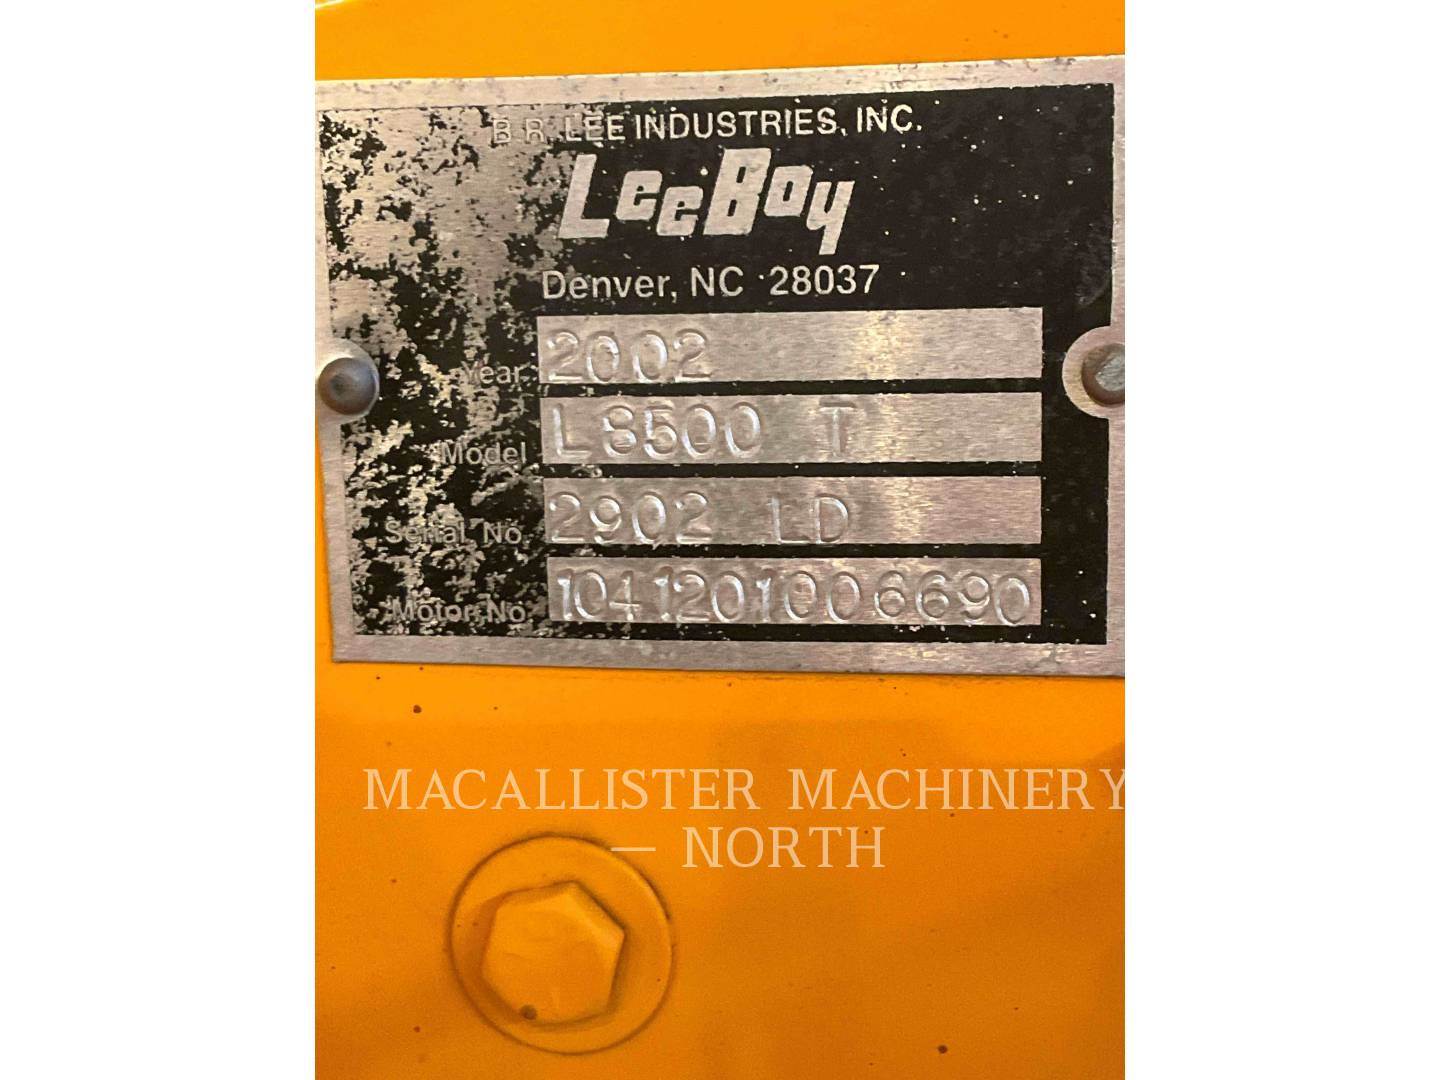 B.R. LEE INDUSTRIES, INC.
LeeBoy
Denver, NC 28037
Year 2002
Model L8500 T
Serial No. 2902 LD
Motor No. 1041201006690
MACALLISTER MACHINERY
— NORTH